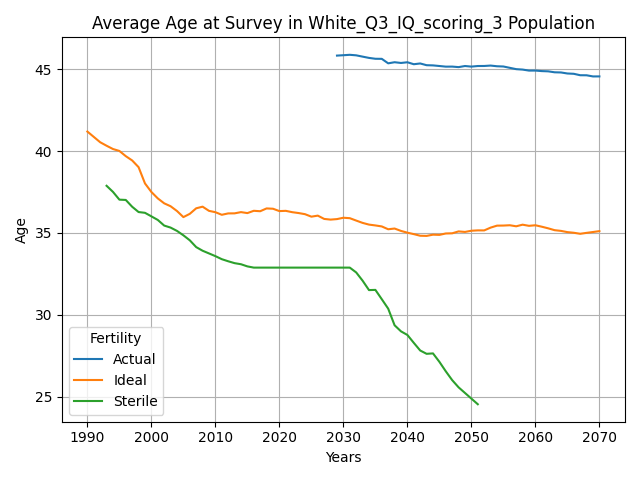 Average Age at Survey in White_Q3_IQ_scoring_3 Population
Age
45
40
35
30
25
Fertility
Actual
Ideal
Sterile
1990 2000 2010 2020 2030 2040 2050 2060 2070
Years